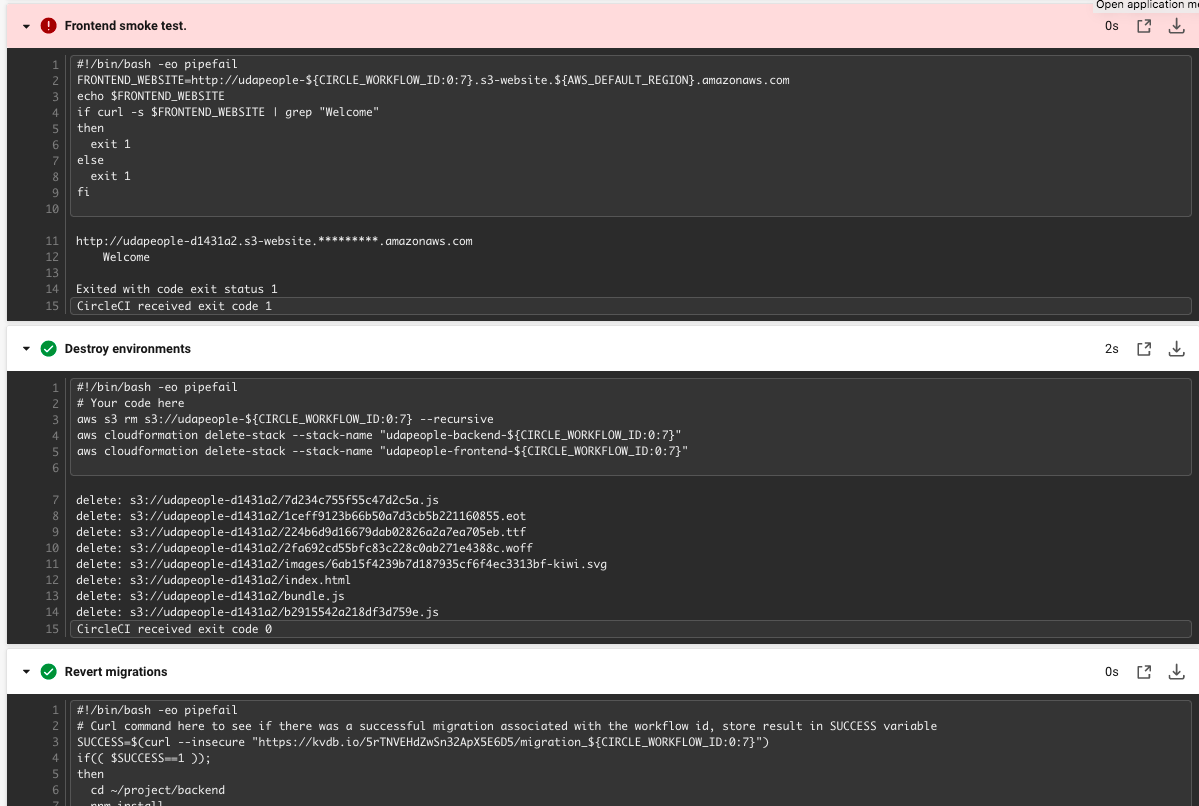 Open application me
Frontend smoke test.
0s
1 #!/bin/bash -eo pipefail
2 FRONTEND_WEBSITE=http://udapeople-${CIRCLE_WORKFLOW_ID:0:7}.s3-website.${AWS_DEFAULT_REGION}.amazonaws.com
3 echo $FRONTEND_WEBSITE
4 if curl -s $FRONTEND_WEBSITE | grep "Welcome"
5 then
6   exit 1
7 else
8   exit 1
9 fi
10
11 http://udapeople-d1431a2.s3-website.*********.amazonaws.com
12     Welcome
13
14 Exited with code exit status 1
15 CircleCI received exit code 1
Destroy environments
2s
1 #!/bin/bash -eo pipefail
2 # Your code here
3 aws s3 rm s3://udapeople-${CIRCLE_WORKFLOW_ID:0:7} --recursive
4 aws cloudformation delete-stack --stack-name "udapeople-backend-${CIRCLE_WORKFLOW_ID:0:7}"
5 aws cloudformation delete-stack --stack-name "udapeople-frontend-${CIRCLE_WORKFLOW_ID:0:7}"
6
7 delete: s3://udapeople-d1431a2/7d234c755f55c47d2c5a.js
8 delete: s3://udapeople-d1431a2/1ceff9123b66b50a7d3cb5b221160855.eot
9 delete: s3://udapeople-d1431a2/224b6d9d16679dab02826a2a7ea705eb.ttf
10 delete: s3://udapeople-d1431a2/2fa692cd55bfc83c228c0ab271e4388c.woff
11 delete: s3://udapeople-d1431a2/images/6ab15f4239b7d187935cf6f4ec3313bf-kiwi.svg
12 delete: s3://udapeople-d1431a2/index.html
13 delete: s3://udapeople-d1431a2/bundle.js
14 delete: s3://udapeople-d1431a2/b2915542a218df3d759e.js
15 CircleCI received exit code 0
Revert migrations
0s
1 #!/bin/bash -eo pipefail
2 # Curl command here to see if there was a successful migration associated with the workflow id, store result in SUCCESS variable
3 SUCCESS=$(curl --insecure "https://kvdb.io/5rTNVEHdZwSn32ApX5E6D5/migration_${CIRCLE_WORKFLOW_ID:0:7}")
4 if(( $SUCCESS==1 ));
5 then
6   cd ~/project/backend
7   npm install